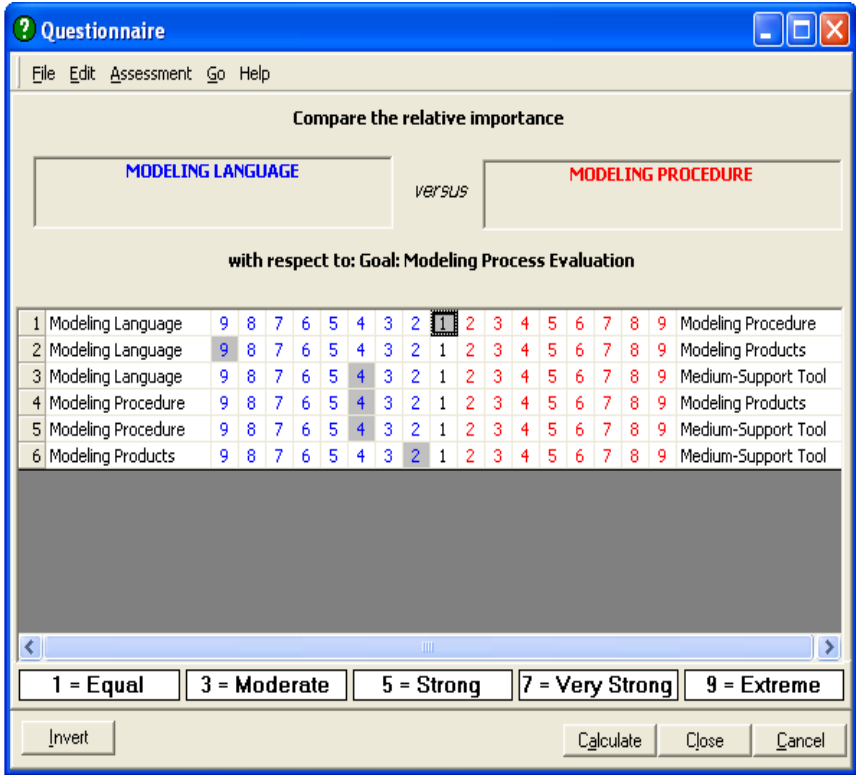 Questionnaire
File Edit Assessment Go Help
Compare the relative importance
MODELING LANGUAGE versus MODELING PROCEDURE
with respect to: Goal: Modeling Process Evaluation
1 Modeling Language 9 8 7 6 5 4 3 2 1 2 3 4 5 6 7 8 9 Modeling Procedure
2 Modeling Language 9 8 7 6 5 4 3 2 1 2 3 4 5 6 7 8 9 Modeling Products
3 Modeling Language 9 8 7 6 5 4 3 2 1 2 3 4 5 6 7 8 9 Medium-Support Tool
4 Modeling Procedure 9 8 7 6 5 4 3 2 1 2 3 4 5 6 7 8 9 Modeling Products
5 Modeling Procedure 9 8 7 6 5 4 3 2 1 2 3 4 5 6 7 8 9 Medium-Support Tool
6 Modeling Products 9 8 7 6 5 4 3 2 1 2 3 4 5 6 7 8 9 Medium-Support Tool
1 = Equal 3 = Moderate 5 = Strong 7 = Very Strong 9 = Extreme
Invert Calculate Close Cancel